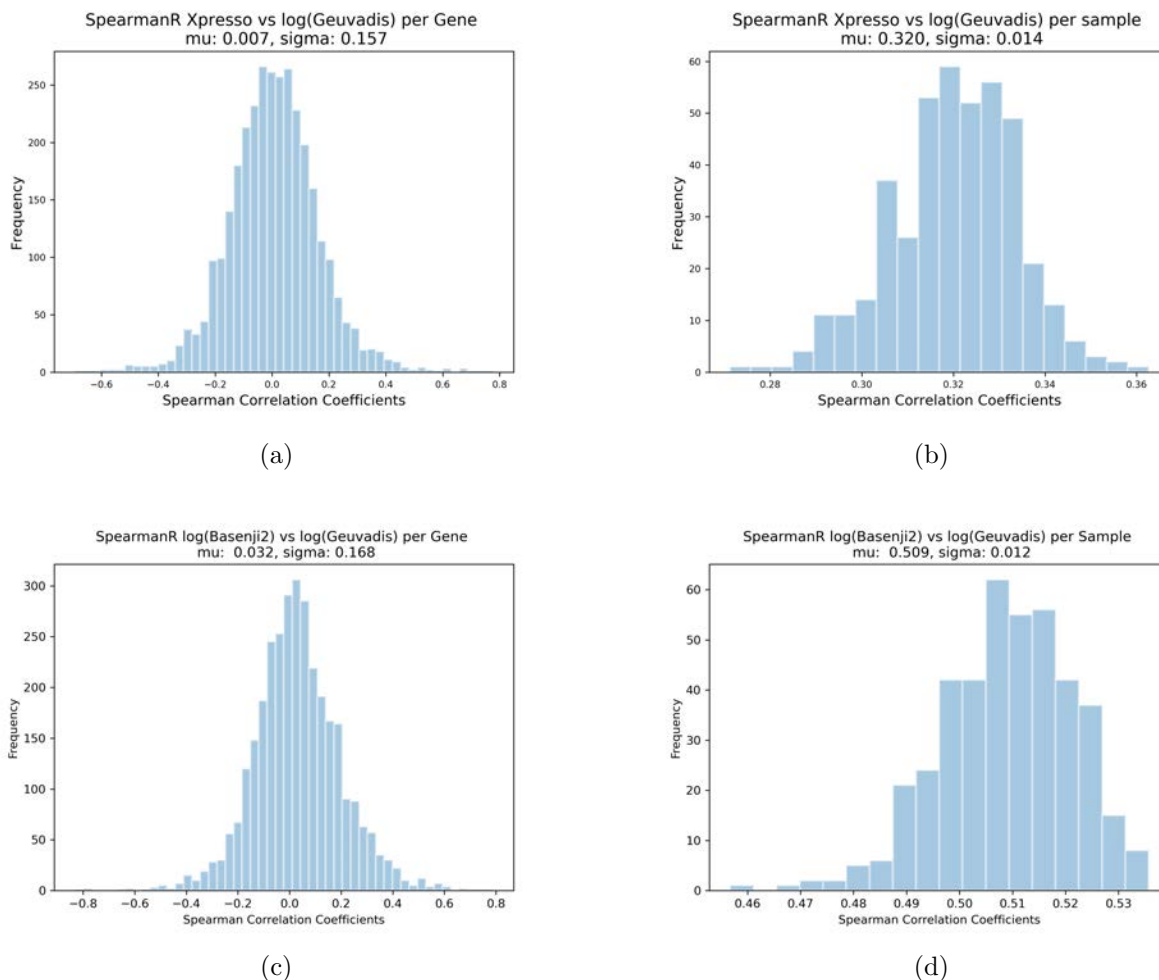 SpearmanR Xpresso vs log(Geuvadis) per Gene
mu: 0.007, sigma: 0.157
250
200
150
100
50
0
Frequency
−0.6 −0.4 −0.2 0.0 0.2 0.4 0.6 0.8
Spearman Correlation Coefficients
(a)
SpearmanR Xpresso vs log(Geuvadis) per sample
mu: 0.320, sigma: 0.014
60
50
40
30
20
10
0
Frequency
0.28 0.30 0.32 0.34 0.36
Spearman Correlation Coefficients
(b)
SpearmanR log(Basenji2) vs log(Geuvadis) per Gene
mu: 0.032, sigma: 0.168
300
250
200
150
100
50
0
Frequency
−0.8 −0.6 −0.4 −0.2 0.0 0.2 0.4 0.6 0.8
Spearman Correlation Coefficients
(c)
SpearmanR log(Basenji2) vs log(Geuvadis) per Sample
mu: 0.509, sigma: 0.012
60
50
40
30
20
10
0
Frequency
0.46 0.47 0.48 0.49 0.50 0.51 0.52 0.53
Spearman Correlation Coefficients
(d)